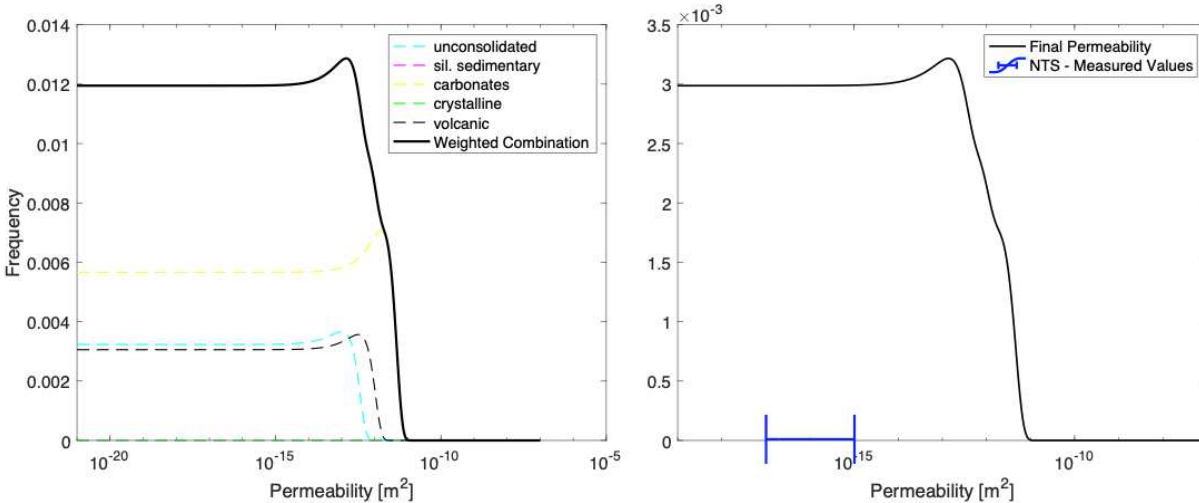 0.014
0.012
0.01
0.008
0.006
0.004
0.002
0
Frequency
10-20
10-15
10-10
10-5
Permeability [m2]
unconsolidated
sil. sedimentary
carbonates
crystalline
volcanic
Weighted Combination
×10-3
3.5
3
2.5
2
1.5
1
0.5
0
10-15
10-10
Permeability [m2]
Final Permeability
NTS - Measured Values